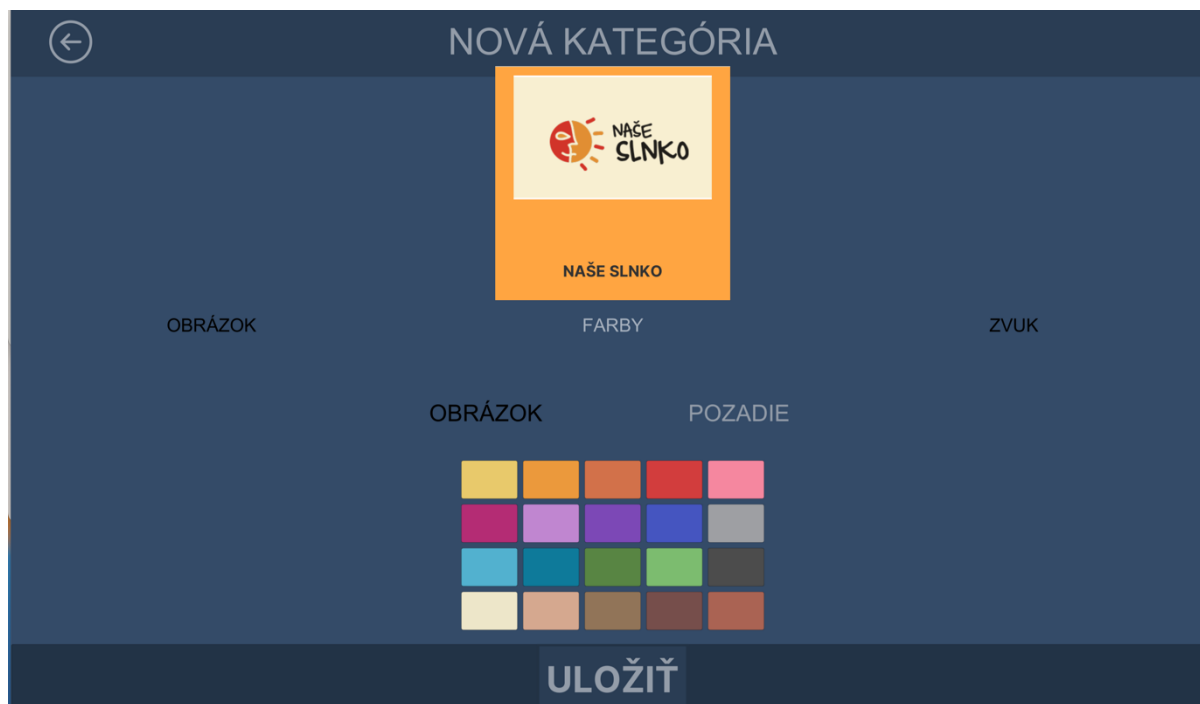 NOVÁ KATEGÓRIA
NAŠE
SLNKO
NAŠE SLNKO
OBRÁZOK FARBY ZVUK
OBRÁZOK POZADIE
ULOŽIŤ